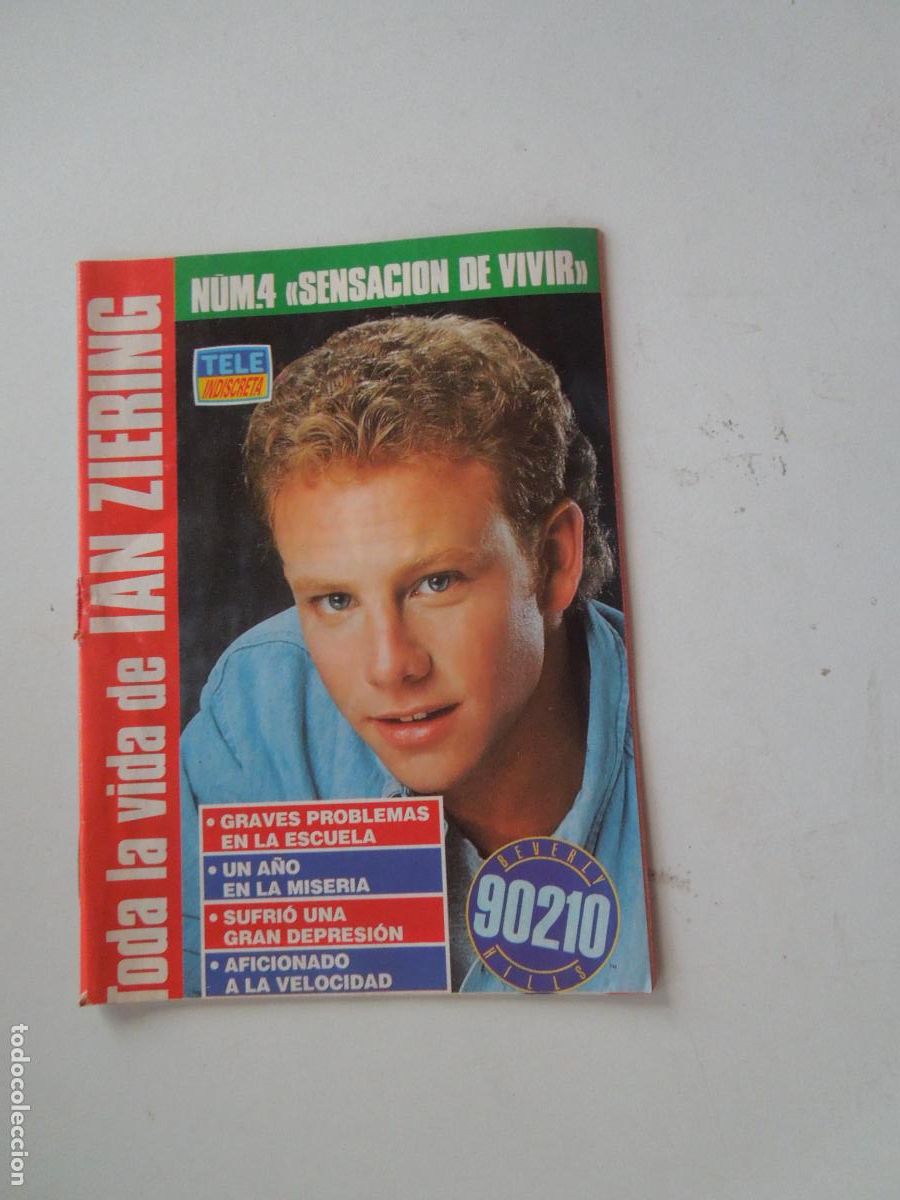 NÚM.4 «SENSACION DE VIVIR»
TELE
INDISCRETA
Toda la vida de IAN ZIERING
• GRAVES PROBLEMAS
EN LA ESCUELA
• UN AÑO
EN LA MISERIA
• SUFRIÓ UNA
GRAN DEPRESIÓN
• AFICIONADO
A LA VELOCIDAD
BEVERLY
90210
HILLS
TM
todocoleccion